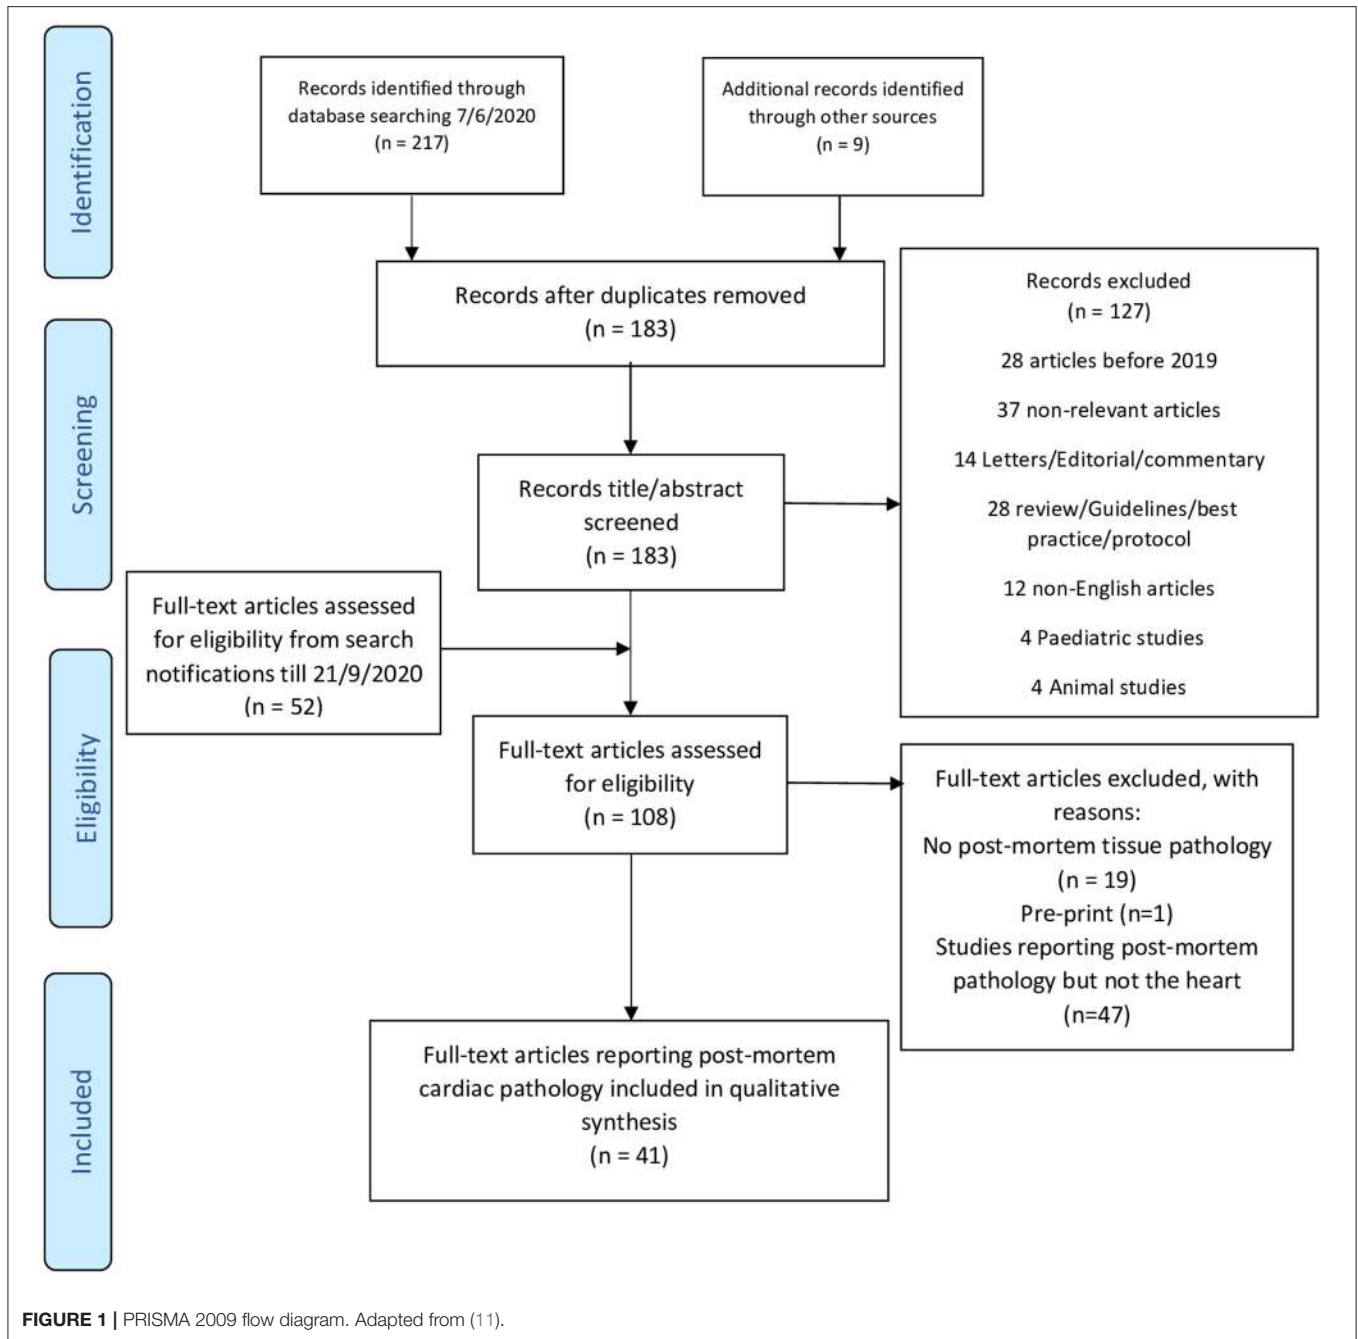 Identification
Records identified through
database searching 7/6/2020
(n = 217)
Additional records identified
through other sources
(n = 9)
Records after duplicates removed
(n = 183)
Records excluded
(n = 127)
28 articles before 2019
37 non-relevant articles
14 Letters/Editorial/commentary
28 review/Guidelines/best
practice/protocol
12 non-English articles
4 Paediatric studies
4 Animal studies
Screening
Records title/abstract
screened
(n = 183)
Full-text articles assessed
for eligibility from search
notifications till 21/9/2020
(n = 52)
Eligibility
Full-text articles assessed
for eligibility
(n = 108)
Full-text articles excluded, with
reasons:
No post-mortem tissue pathology
(n = 19)
Pre-print (n=1)
Studies reporting post-mortem
pathology but not the heart
(n=47)
Included
Full-text articles reporting post-mortem
cardiac pathology included in qualitative
synthesis
(n = 41)
FIGURE 1 | PRISMA 2009 flow diagram. Adapted from (11).